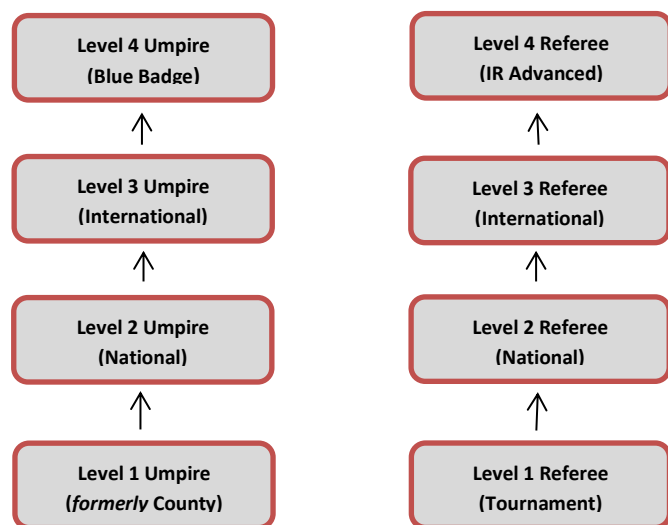 Level 4 Umpire
(Blue Badge)
Level 4 Referee
(IR Advanced)
Level 3 Umpire
(International)
Level 3 Referee
(International)
Level 2 Umpire
(National)
Level 2 Referee
(National)
Level 1 Umpire
(formerly County)
Level 1 Referee
(Tournament)